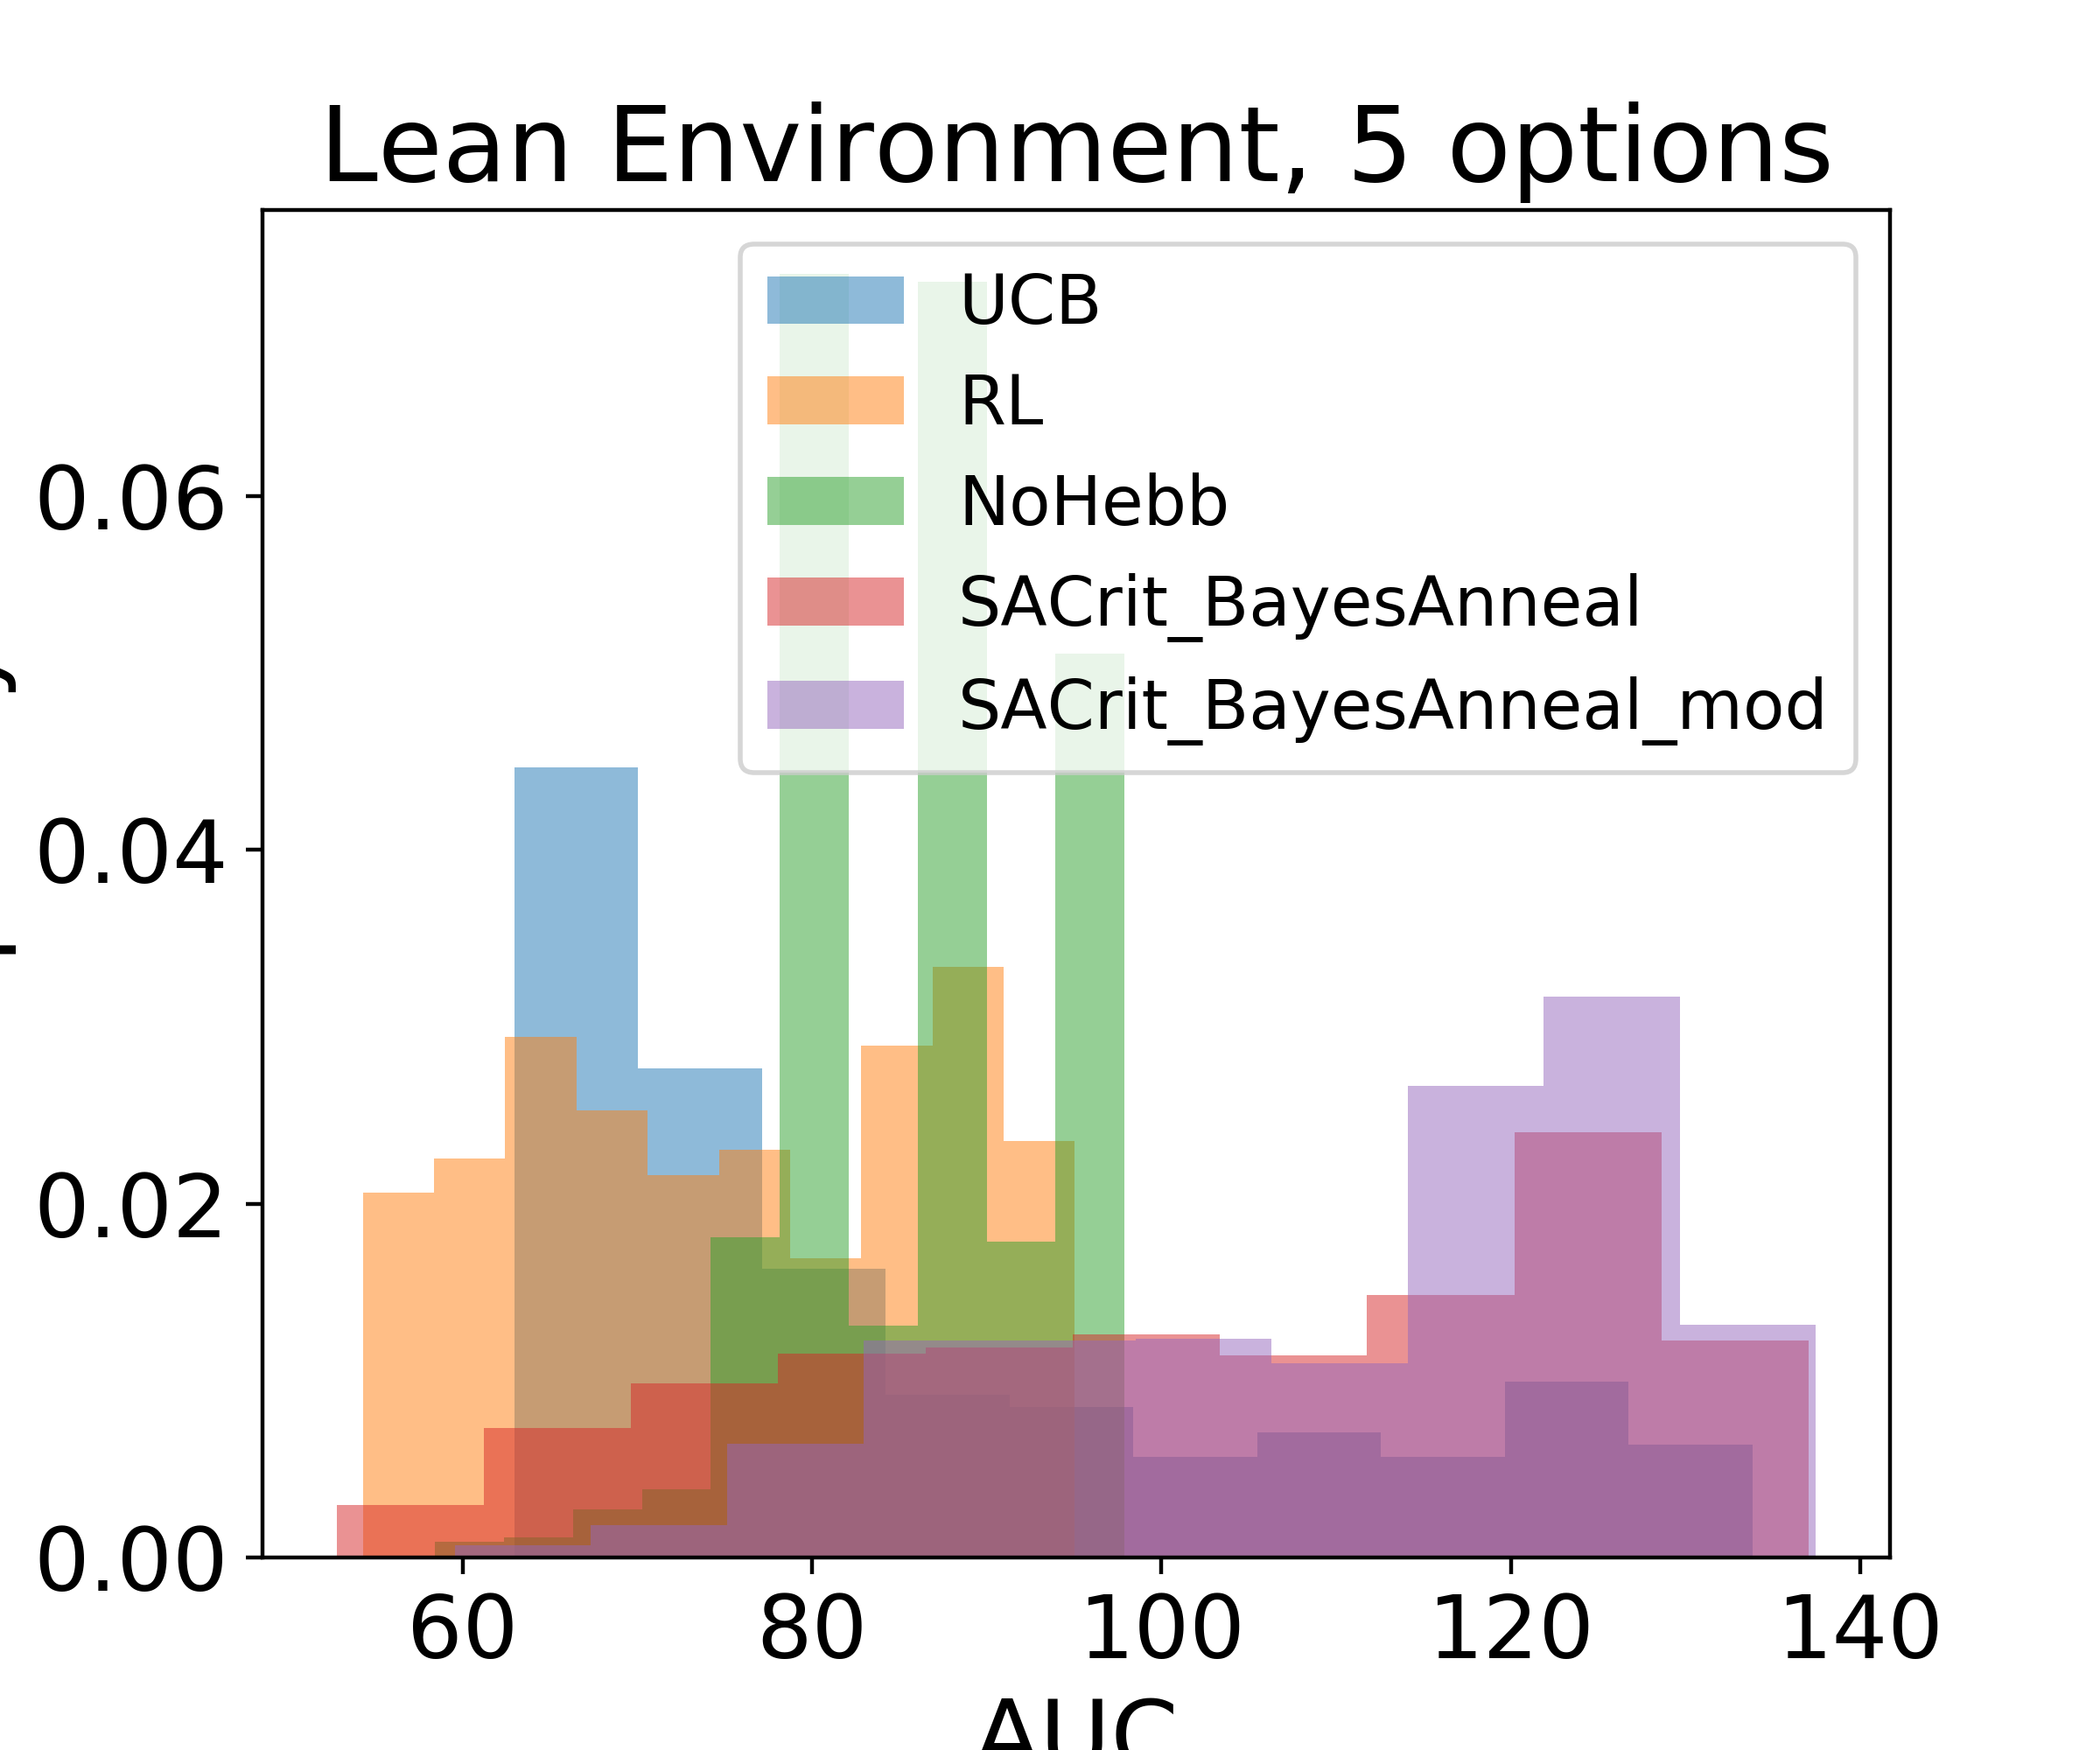 Lean Environment, 5 options
UCB
RL
NoHebb
SACrit_BayesAnneal
SACrit_BayesAnneal_mod
0.06
0.04
0.02
0.00
60 80 100 120 140
AUC